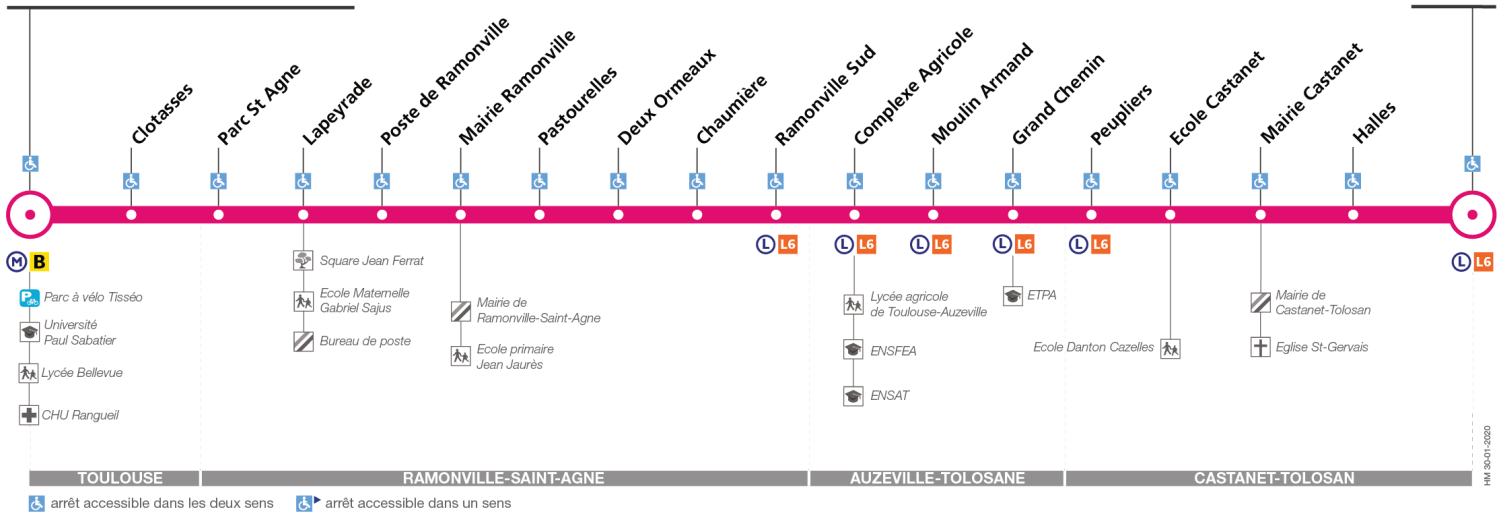 Clotasses
Parc St Agne
Lapeyrade
Poste de Ramonville
Mairie Ramonville
Pastourelles
Deux Ormeaux
Chaumière
Ramonville Sud
Complexe Agricole
Moulin Armand
Grand Chemin
Peupliers
Ecole Castanet
Mairie Castanet
Halles
M B
L L6
L L6
L L6
L L6
L L6
L L6
P Parc à vélo Tisséo
Université
Paul Sabatier
Lycée Bellevue
CHU Rangueil
Square Jean Ferrat
Ecole Maternelle
Gabriel Sajus
Bureau de poste
Mairie de
Ramonville-Saint-Agne
Ecole primaire
Jean Jaurès
Lycée agricole
de Toulouse-Auzeville
ENSFEA
ENSAT
ETPA
Ecole Danton Cazelles
Mairie de
Castanet-Tolosan
Eglise St-Gervais
HM 30-01-2020
TOULOUSE
RAMONVILLE-SAINT-AGNE
AUZEVILLE-TOLOSANE
CASTANET-TOLOSAN
arrêt accessible dans les deux sens
arrêt accessible dans un sens